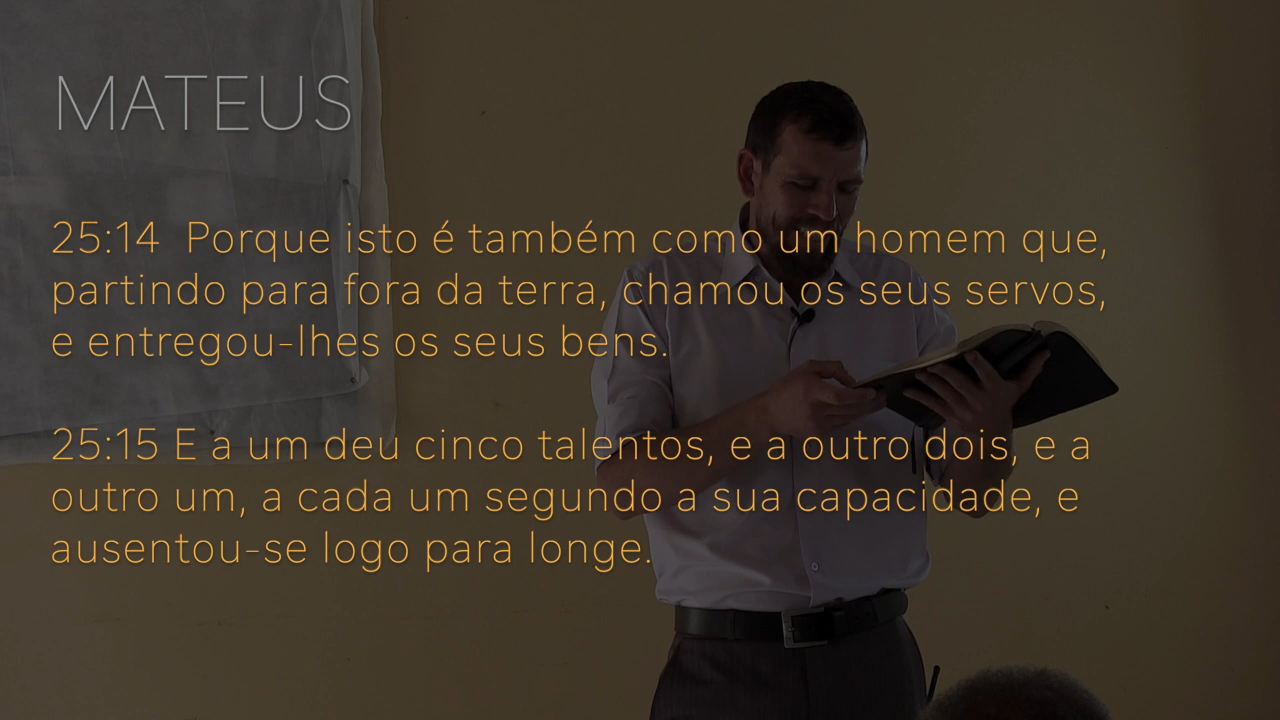 MATEUS
25:14 Porque isto é também como um homem que,
partindo para fora da terra, chamou os seus servos,
e entregou-lhes os seus bens.
25:15 E a um deu cinco talentos, e a outro dois, e a
outro um, a cada um segundo a sua capacidade, e
ausentou-se logo para longe.